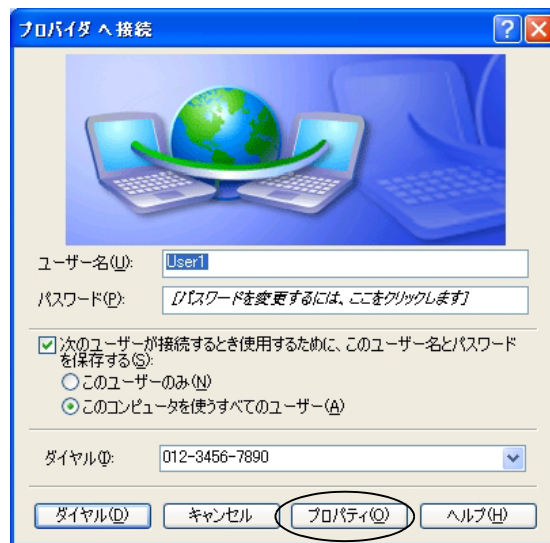 プロバイダ へ接続
ユーザー名(U):
User1
パスワード(P):
[パスワードを変更するには、ここをクリックします]
次のユーザーが接続するとき使用するために、このユーザー名とパスワード
を保存する(S):
このユーザーのみ(N)
このコンピュータを使うすべてのユーザー(A)
ダイヤル(I):
012-3456-7890
ダイヤル(D)
キャンセル
プロパティ(O)
ヘルプ(H)